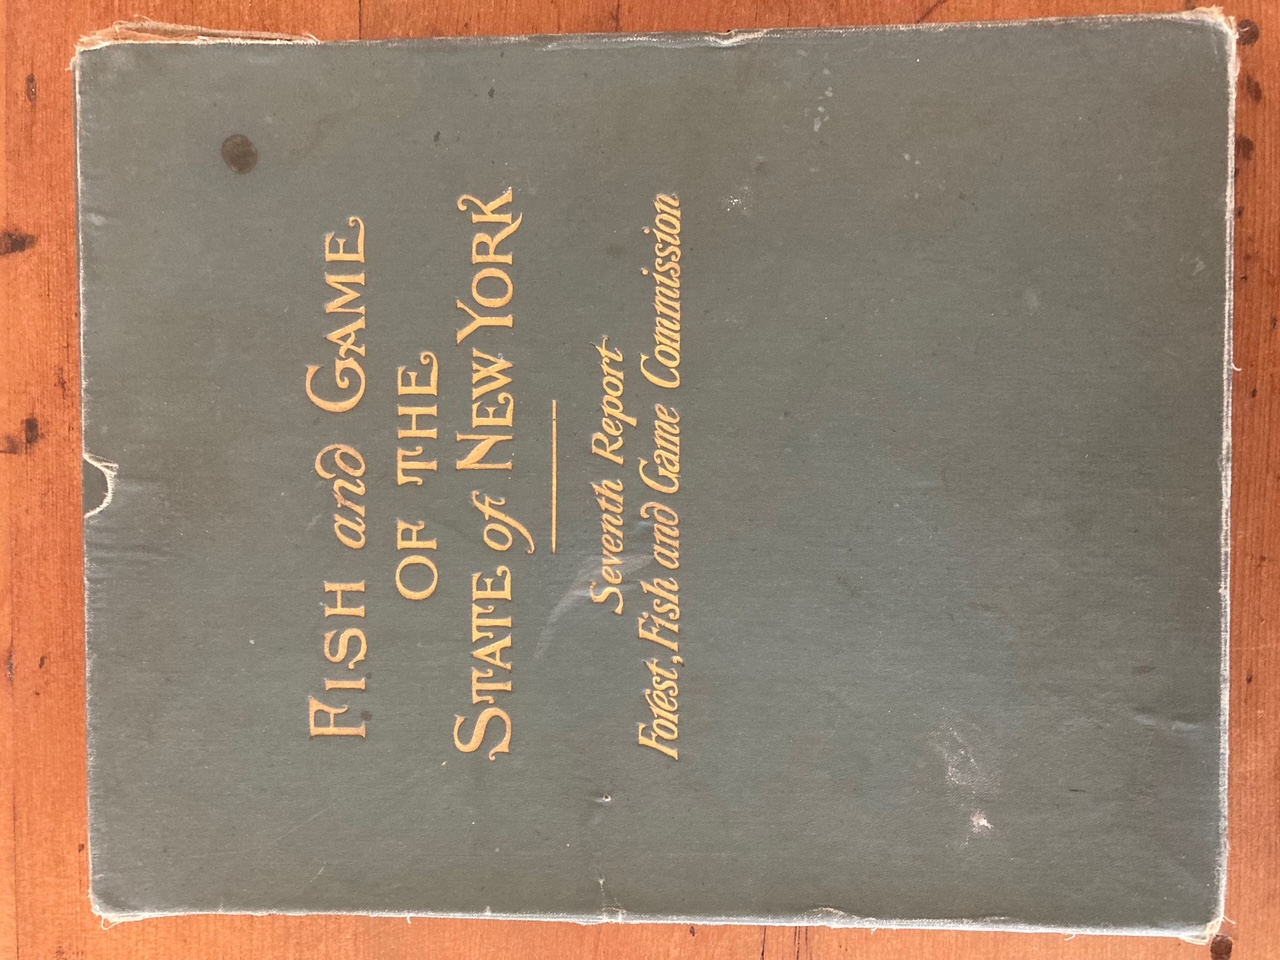 FISH and GAME
OF THE
STATE of NEW YORK
Seventh Report
Forest, Fish and Game Commission